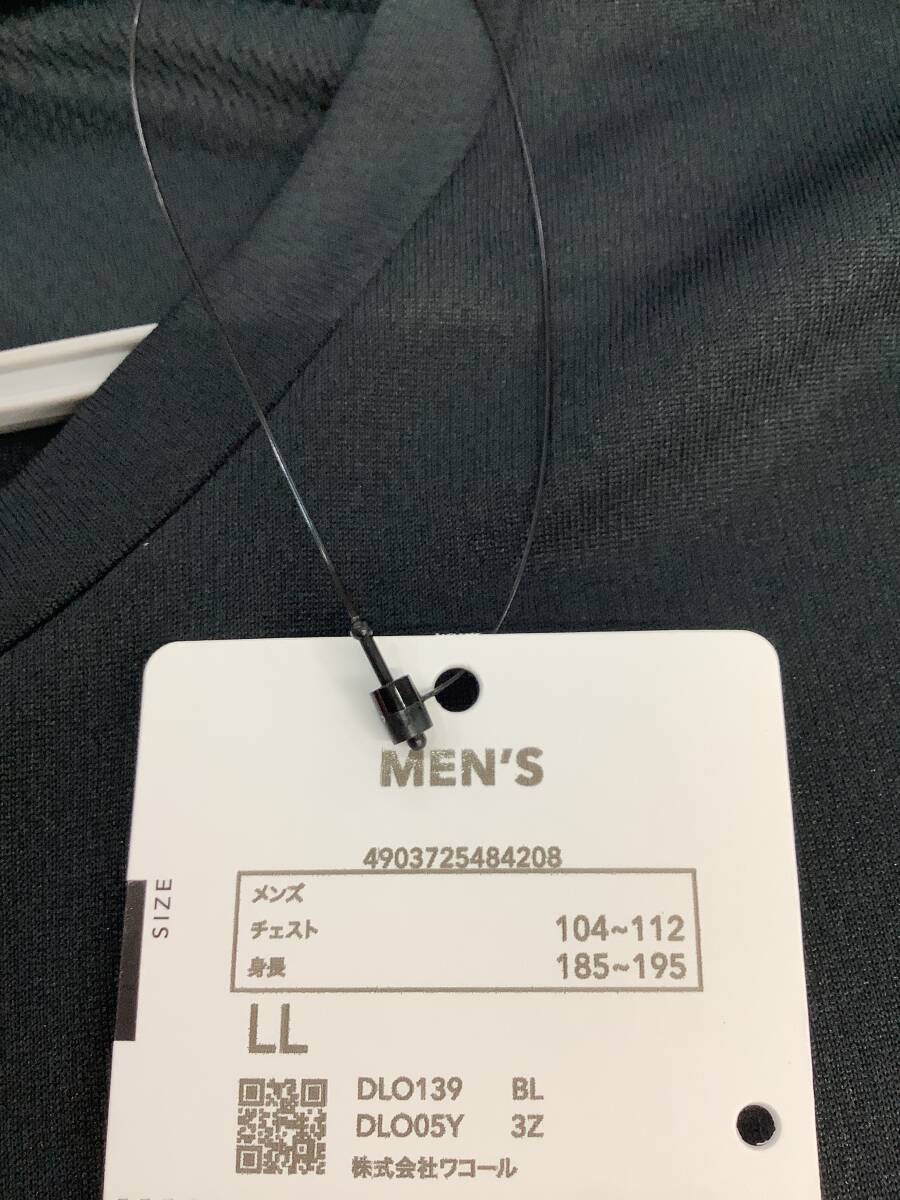 MEN'S
4903725484208
メンズ
チェスト 104~112
身長 185~195
SIZE
LL
DLO139 BL
DLO05Y 3Z
株式会社ワコール